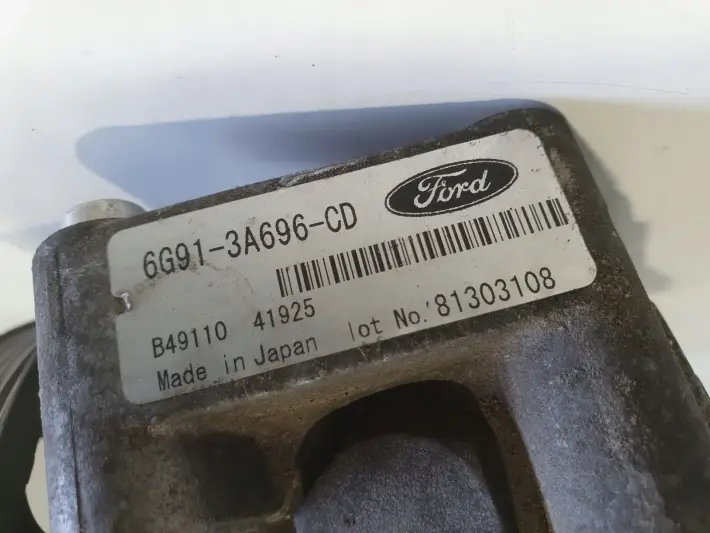 Ford
6G91-3A696-CD
B49110 41925
Made in Japan lot No. 81303108